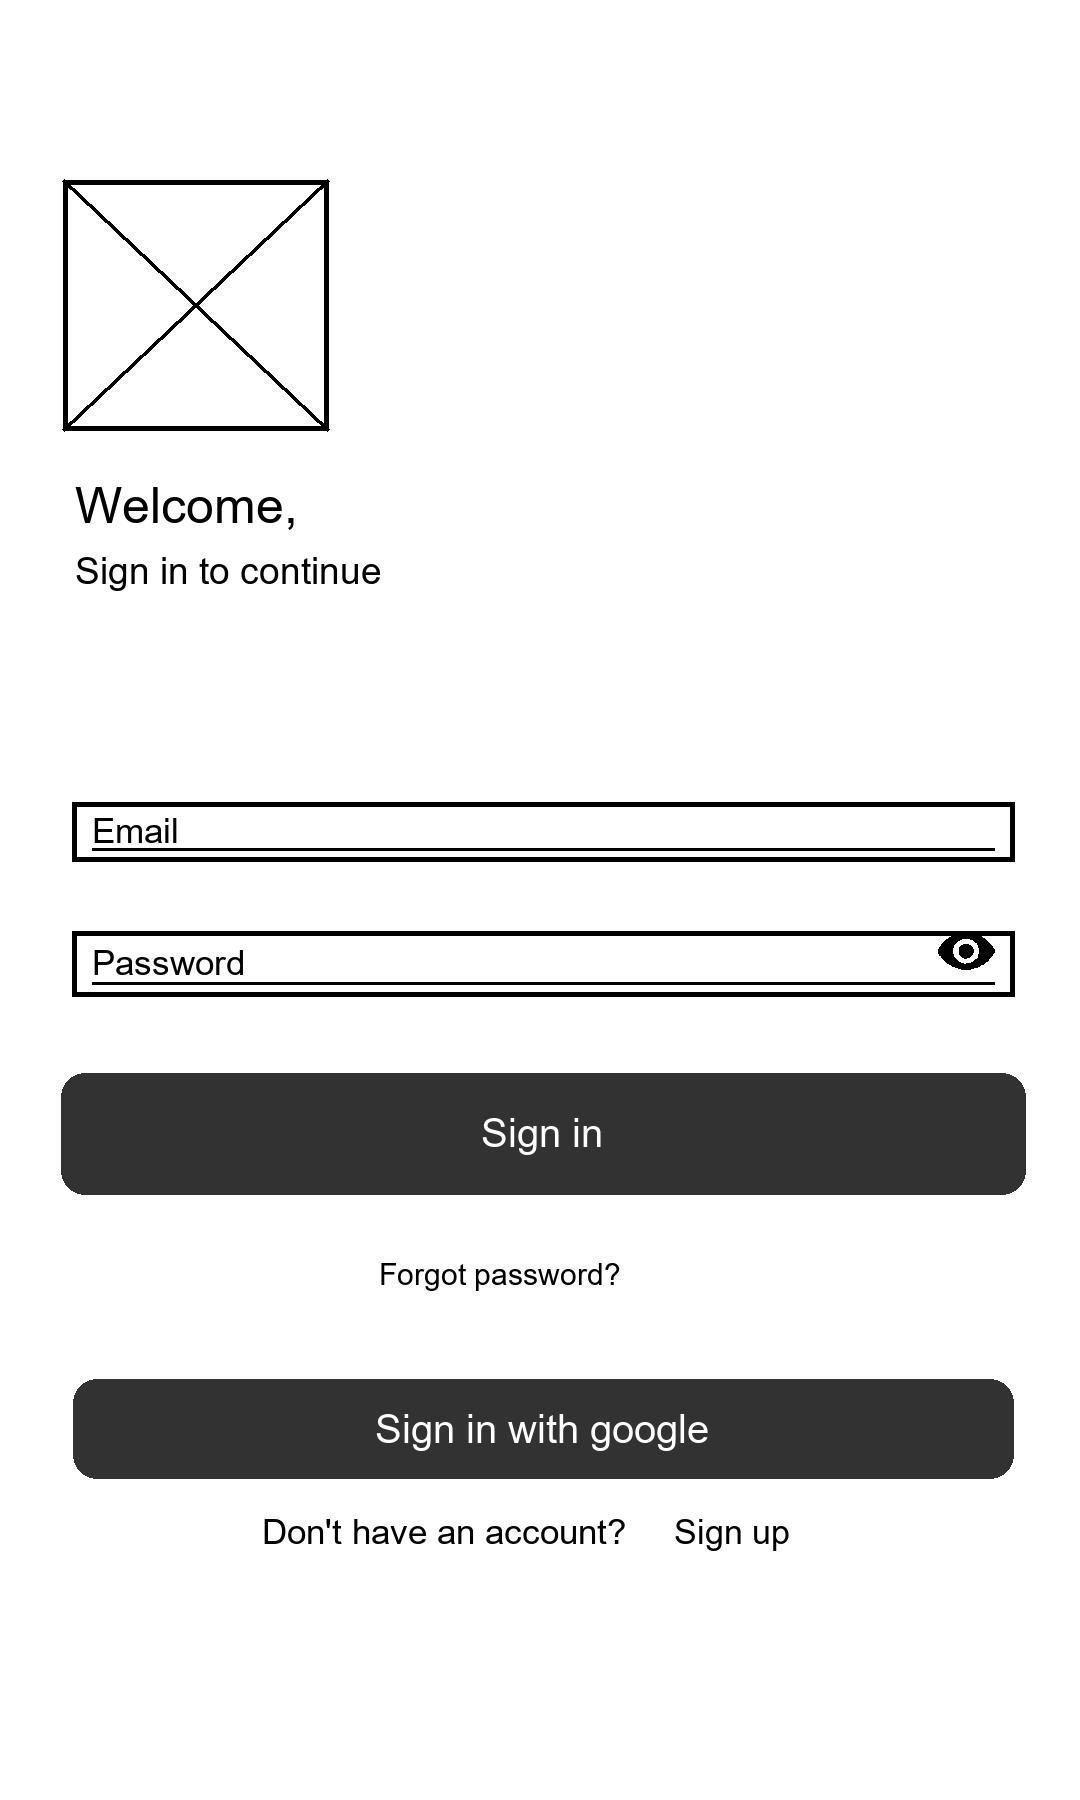 Welcome,
Sign in to continue
Email
Password
Sign in
Forgot password?
Sign in with google
Don't have an account? Sign up